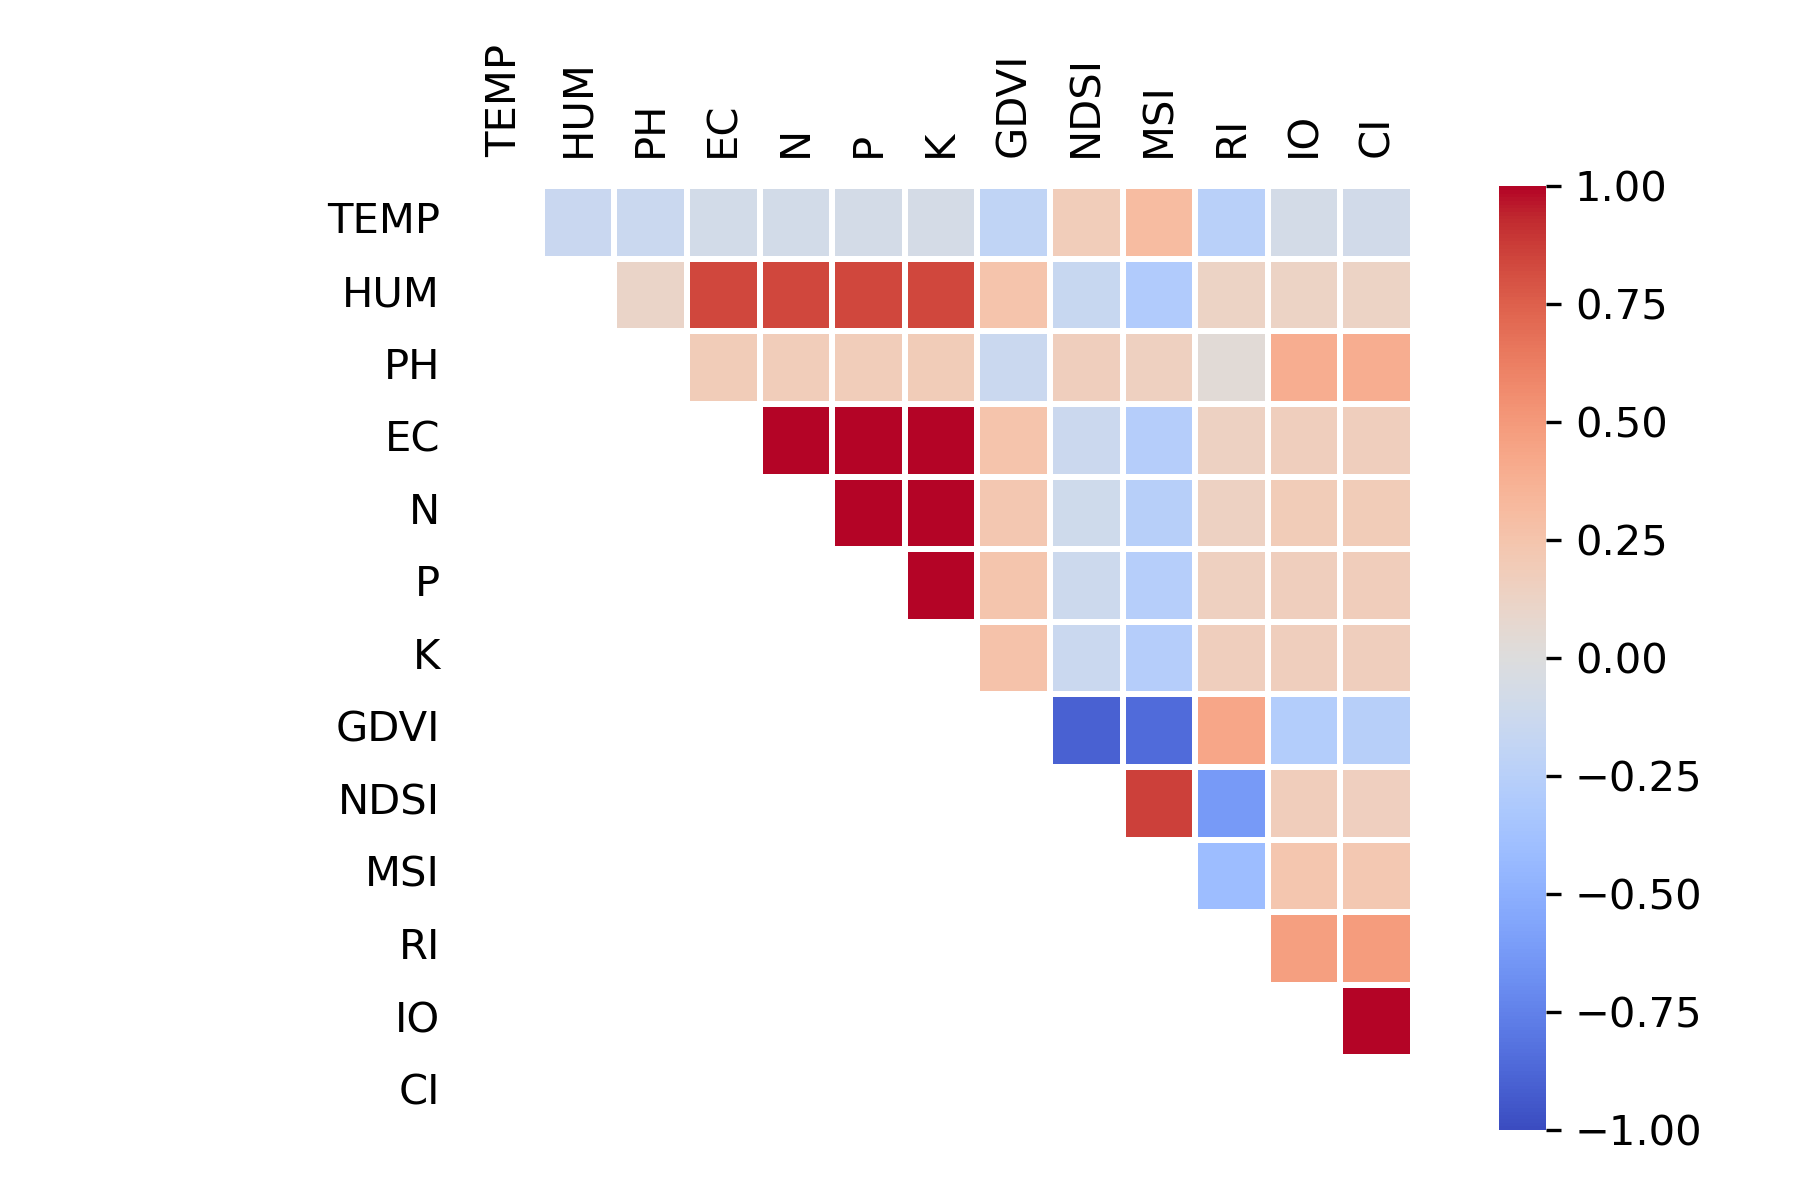 TEMP HUM PH EC N P K GDVI NDSI MSI RI IO CI
TEMP
HUM
PH
EC
N
P
K
GDVI
NDSI
MSI
RI
IO
CI
1.00
0.75
0.50
0.25
0.00
−0.25
−0.50
−0.75
−1.00